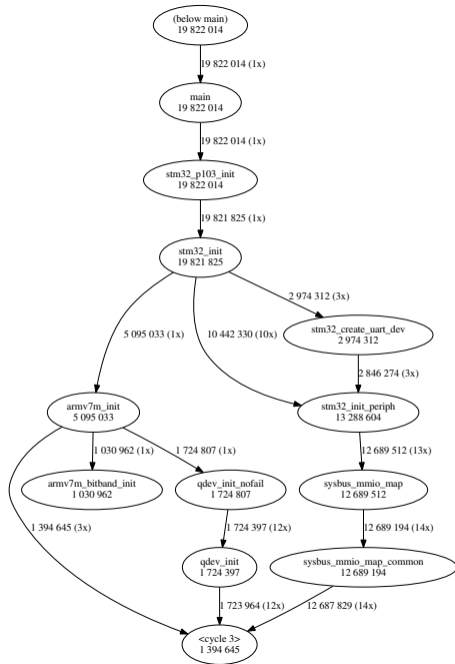 (below main)
19 822 014
19 822 014 (1x)
main
19 822 014
19 822 014 (1x)
stm32_p103_init
19 822 014
19 821 825 (1x)
stm32_init
19 821 825
2 974 312 (3x)
5 095 033 (1x)
10 442 330 (10x)
stm32_create_uart_dev
2 974 312
2 846 274 (3x)
armv7m_init
5 095 033
stm32_init_periph
13 288 604
1 030 962 (1x)
1 724 807 (1x)
12 689 512 (13x)
armv7m_bitband_init
1 030 962
qdev_init_nofail
1 724 807
sysbus_mmio_map
12 689 512
1 394 645 (3x)
1 724 397 (12x)
12 689 194 (14x)
qdev_init
1 724 397
sysbus_mmio_map_common
12 689 194
1 723 964 (12x)
12 687 829 (14x)
<cycle 3>
1 394 645